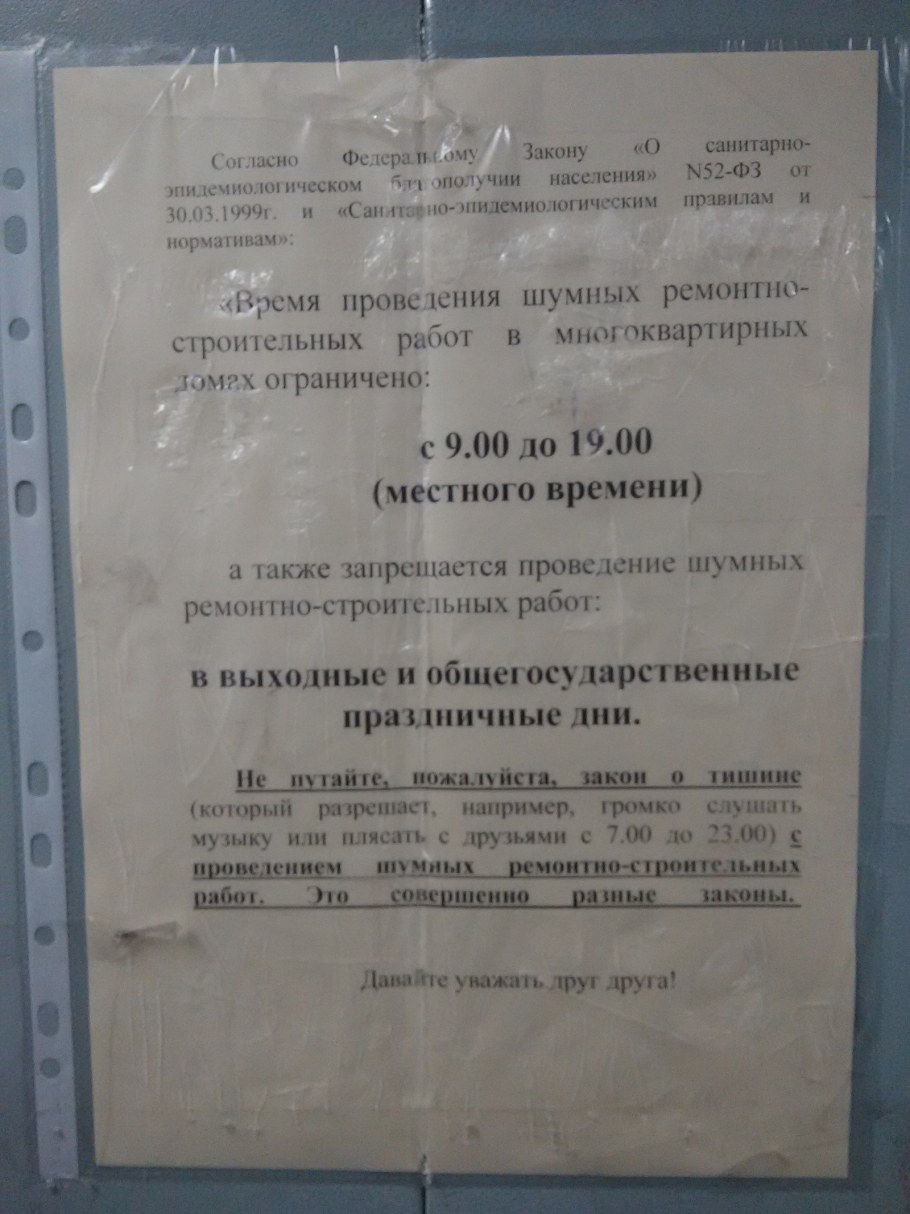 Согласно Федеральному Закону «О санитарно-
эпидемиологическом благополучии населения» N52-ФЗ от
30.03.1999г. и «Санитарно-эпидемиологическим правилам и
нормативам»:
«Время проведения шумных ремонтно-
строительных работ в многоквартирных
домах ограничено:
с 9.00 до 19.00
(местного времени)
а также запрещается проведение шумных
ремонтно-строительных работ:
в выходные и общегосударственные
праздничные дни.
Не путайте, пожалуйста, закон о тишине
(который разрешает, например, громко слушать
музыку или плясать с друзьями с 7.00 до 23.00) с
проведением шумных ремонтно-строительных
работ. Это совершенно разные законы.
Давайте уважать друг друга!